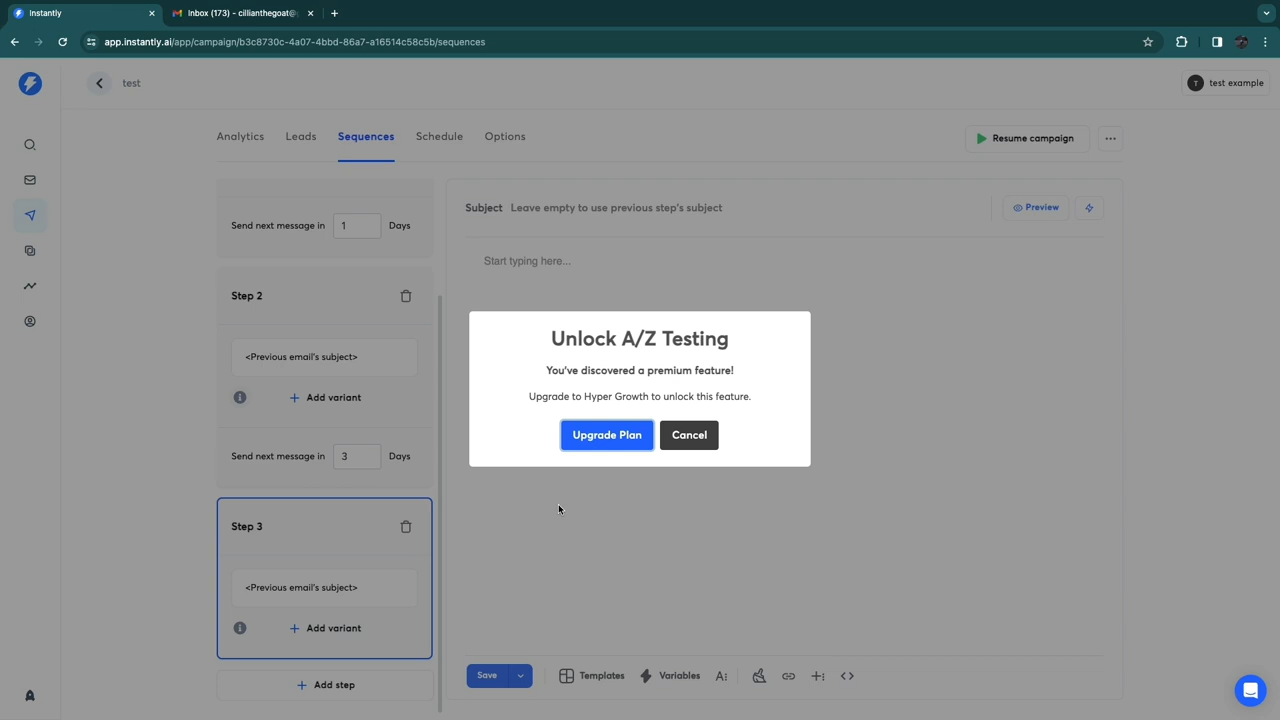 Instantly
Inbox (173) - cillianthegoat@
app.instantly.ai/app/campaign/b3c8730c-4a07-4bbd-86a7-a16514c58c5b/sequences
test
T
test example
Analytics
Leads
Sequences
Schedule
Options
Resume campaign
Send next message in 1 Days
Step 2
<Previous email's subject>
Add variant
Send next message in 3 Days
Step 3
<Previous email's subject>
Add variant
Add step
Subject Leave empty to use previous step's subject
Preview
Start typing here...
Unlock A/Z Testing
You've discovered a premium feature!
Upgrade to Hyper Growth to unlock this feature.
Upgrade Plan
Cancel
Save
Templates
Variables